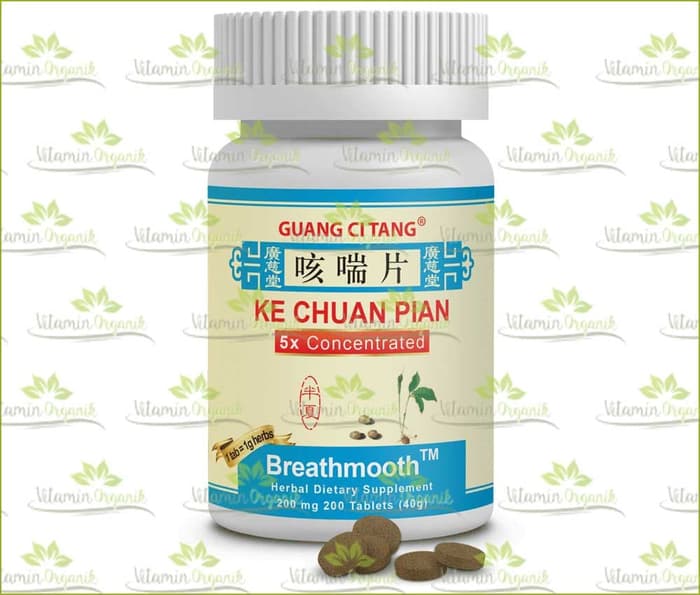 GUANG CI TANG®
廣慈堂 咳喘片 廣慈堂
KE CHUAN PIAN
5x Concentrated
半夏
1 tab = 1g herbs
Breathmooth™
Herbal Dietary Supplement
200 mg 200 Tablets (40g)
Vitamin Organik